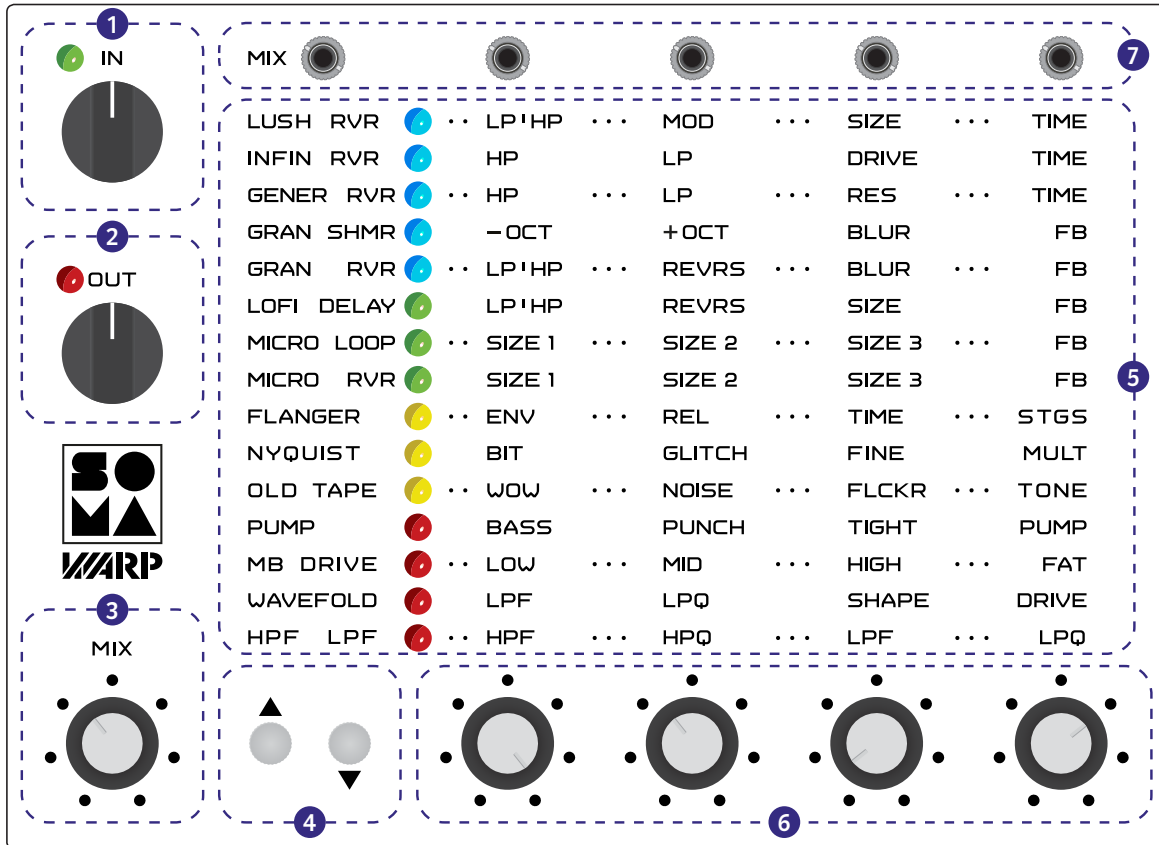 1
IN
MIX
7
LUSH RVR ·· LP'HP ··· MOD ··· SIZE ··· TIME
INFIN RVR HP LP DRIVE TIME
GENER RVR ·· HP ··· LP ··· RES ··· TIME
2
GRAN SHMR -OCT +OCT BLUR FB
OUT
GRAN RVR ·· LP'HP ··· REVRS ··· BLUR ··· FB
LOFI DELAY LP'HP REVRS SIZE FB
MICRO LOOP ·· SIZE 1 ··· SIZE 2 ··· SIZE 3 ··· FB
MICRO RVR SIZE 1 SIZE 2 SIZE 3 FB
5
FLANGER ·· ENV ··· REL ··· TIME ··· STGS
NYQUIST BIT GLITCH FINE MULT
OLD TAPE ·· WOW ··· NOISE ··· FLCKR ··· TONE
PUMP BASS PUNCH TIGHT PUMP
MB DRIVE ·· LOW ··· MID ··· HIGH ··· FAT
WAVEFOLD LPF LPQ SHAPE DRIVE
HPF LPF ·· HPF ··· HPQ ··· LPF ··· LPQ
SO
MA
WARP
3
MIX
4
6